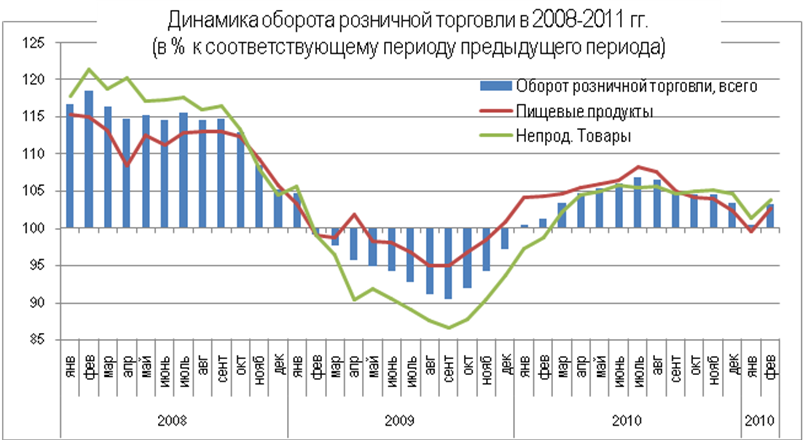 Динамика оборота розничной торговли в 2008-2011 гг.
(в % к соответствующему периоду предыдущего периода)
125
120
115
110
105
100
95
90
85
Оборот розничной торговли, всего
Пищевые продукты
Непрод. Товары
янв фев мар апр май июнь июль авг сент окт нояб дек янв фев мар апр май июнь июль авг сент окт нояб дек янв фев мар апр май июнь июль авг сент окт нояб дек янв фев
2008 2009 2010 2010